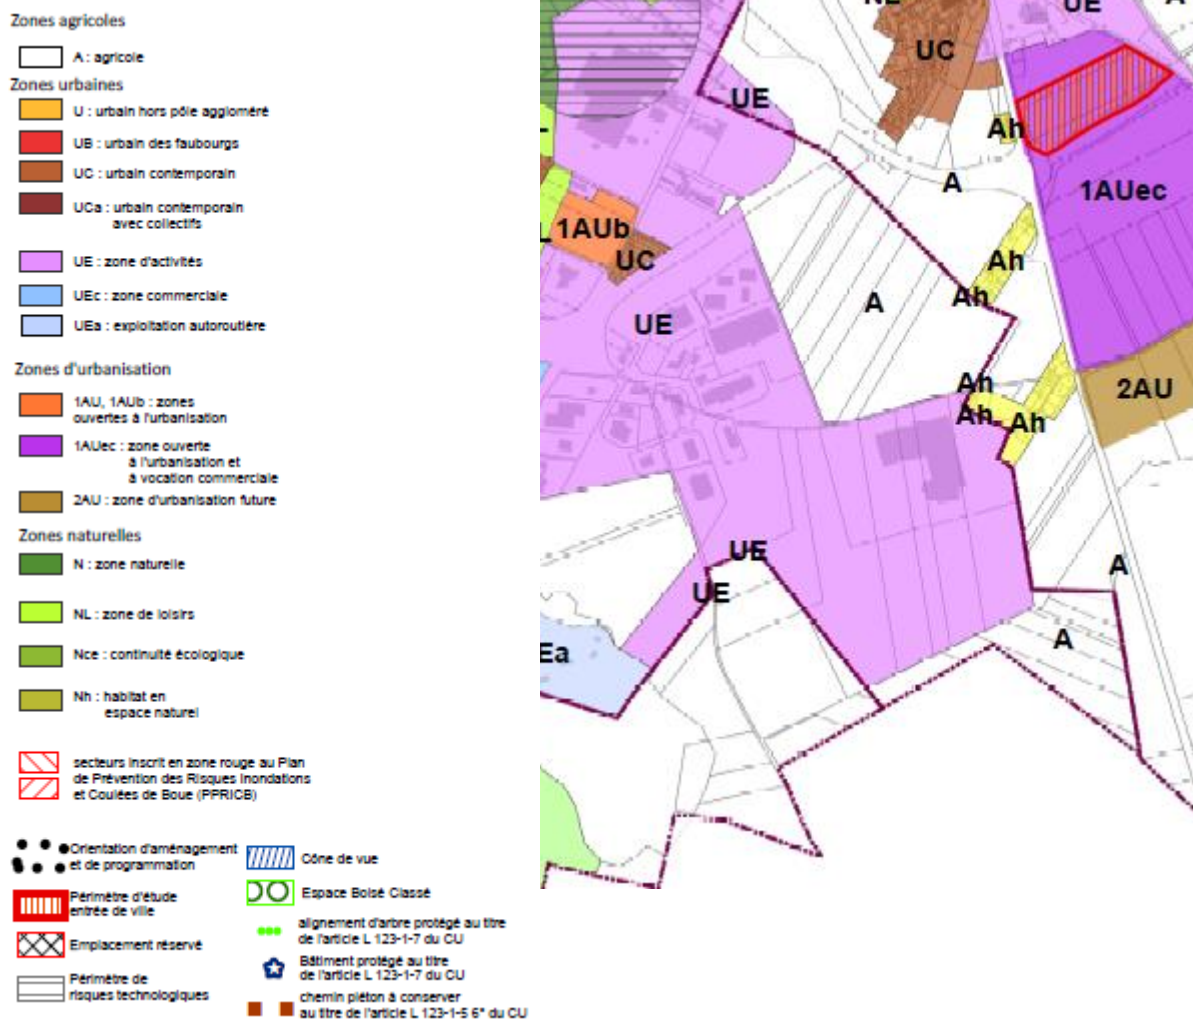 Zones agricoles
A : agricole
Zones urbaines
U : urbain hors pôle aggloméré
UB : urbain des faubourgs
UC : urbain contemporain
UCa : urbain contemporain
avec collectifs
UE : zone d'activités
UEc : zone commerciale
UEa : exploitation autoroutière
Zones d'urbanisation
1AU, 1AUb : zones
ouvertes à l'urbanisation
1AUec : zone ouverte
à l'urbanisation et
à vocation commerciale
2AU : zone d'urbanisation future
Zones naturelles
N : zone naturelle
NL : zone de loisirs
Nce : continuité écologique
Nh : habitat en
espace naturel
secteurs inscrit en zone rouge au Plan
de Prévention des Risques Inondations
et Coulées de Boue (PPRICB)
Orientation d'aménagement
et de programmation
Périmètre d'étude
entrée de ville
Emplacement réservé
Périmètre de
risques technologiques
Cône de vue
Espace Boisé Classé
alignement d'arbre protégé au titre
de l'article L 123-1-7 du CU
Bâtiment protégé au titre
de l'article L 123-1-7 du CU
chemin piéton à conserver
au titre de l'article L 123-1-5 6° du CU
UE
UC
UE
Ah
A
1AUec
1AUb
UC
Ah
Ah
A
UE
Ah
2AU
Ah
Ah
UE
A
UE
A
Ea